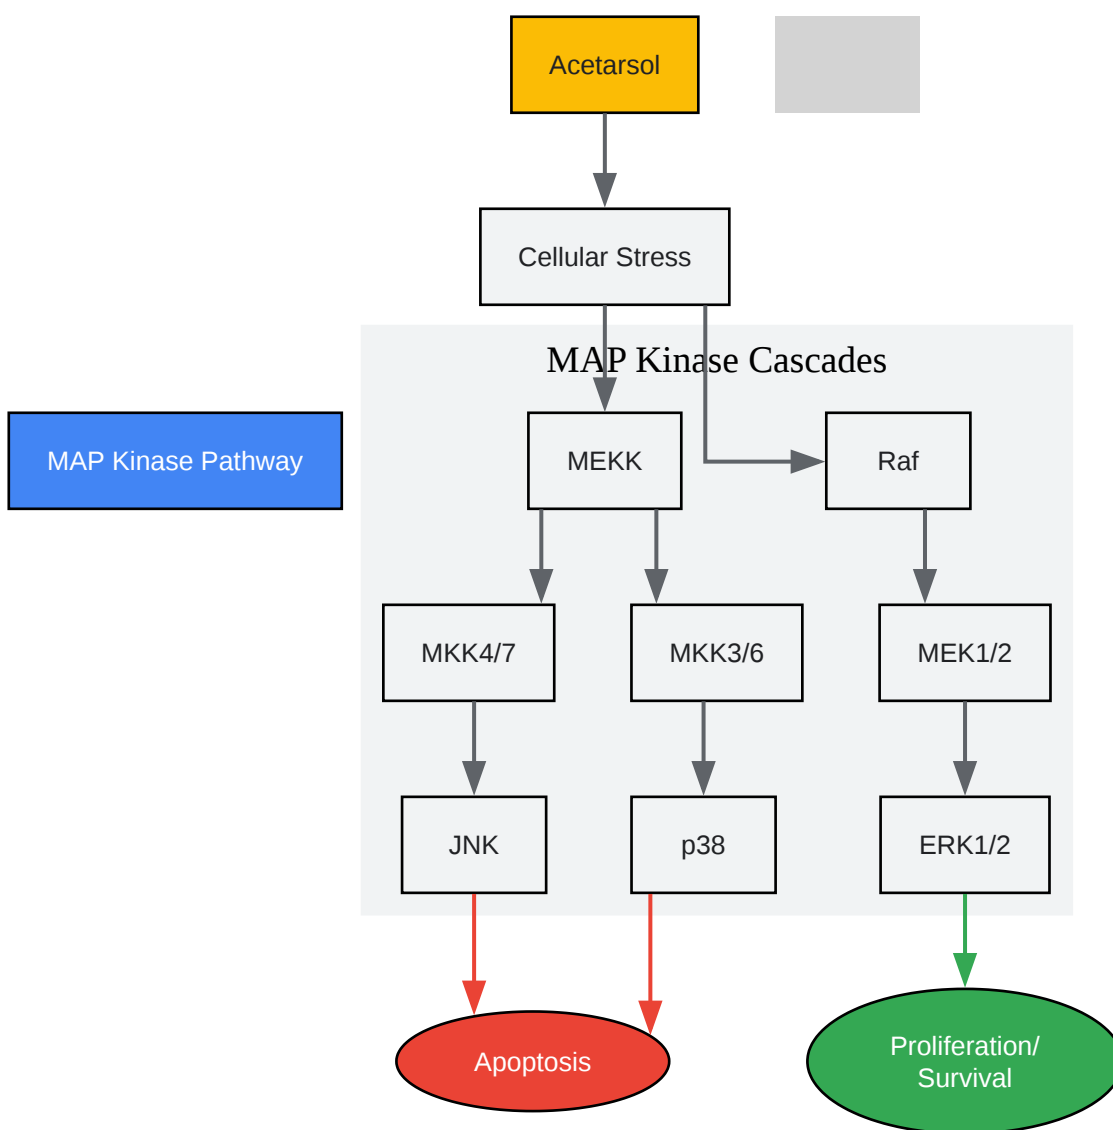 Acetarsol
Cellular Stress
MAP Kinase Cascades
MAP Kinase Pathway
MEKK
Raf
MKK4/7
MKK3/6
MEK1/2
JNK
p38
ERK1/2
Apoptosis
Proliferation/
Survival